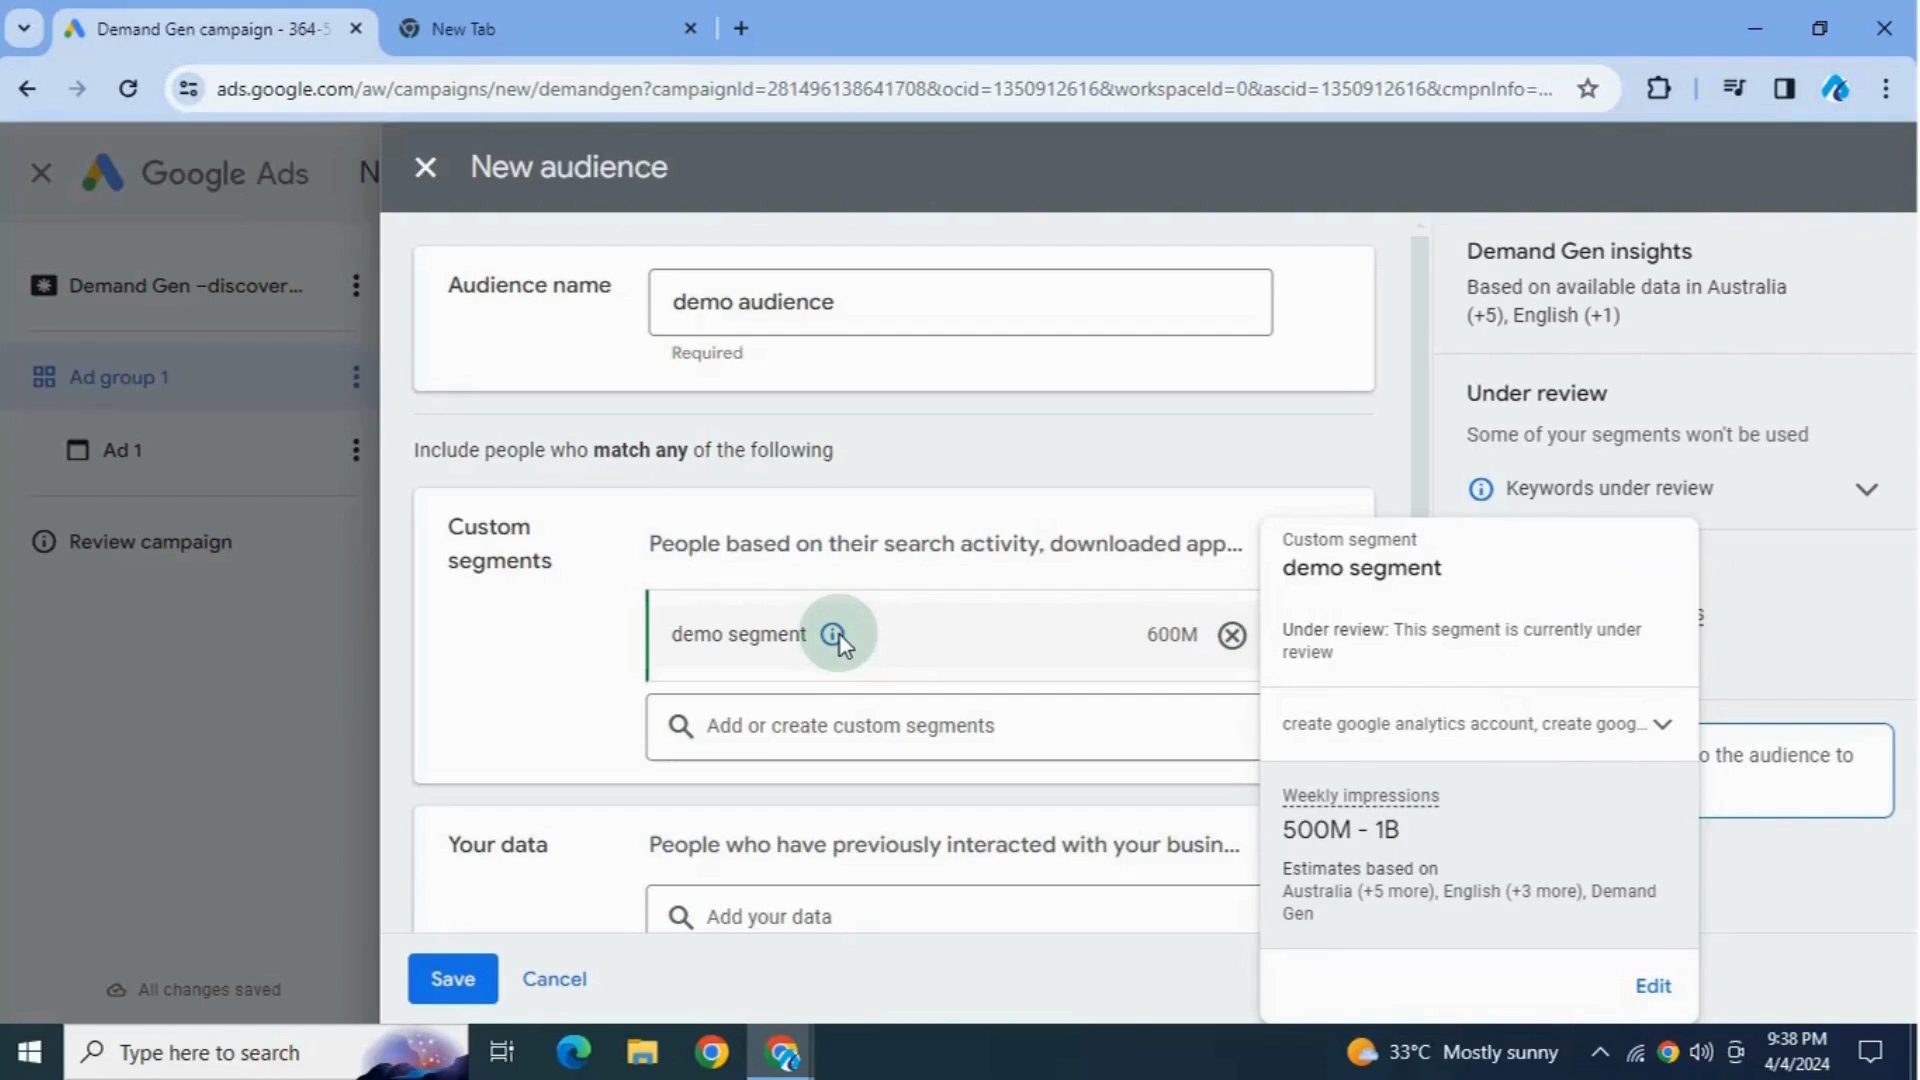 Demand Gen campaign - 364-5
New Tab
ads.google.com/aw/campaigns/new/demandgen?campaignId=281496138641708&ocid=1350912616&workspaceId=0&ascid=1350912616&cmpnInfo=...
Google Ads
N
New audience
Demand Gen –discover...
Ad group 1
Ad 1
Review campaign
All changes saved
Audience name
demo audience
Required
Include people who match any of the following
Custom
segments
People based on their search activity, downloaded app...
demo segment
600M
Add or create custom segments
Your data
People who have previously interacted with your busin...
Add your data
Save
Cancel
Demand Gen insights
Based on available data in Australia
(+5), English (+1)
Under review
Some of your segments won't be used
Keywords under review
Custom segment
demo segment
Under review: This segment is currently under
review
create google analytics account, create goog...
Weekly impressions
500M - 1B
Estimates based on
Australia (+5 more), English (+3 more), Demand
Gen
Edit
o the audience to
Type here to search
33°C Mostly sunny
9:38 PM
4/4/2024